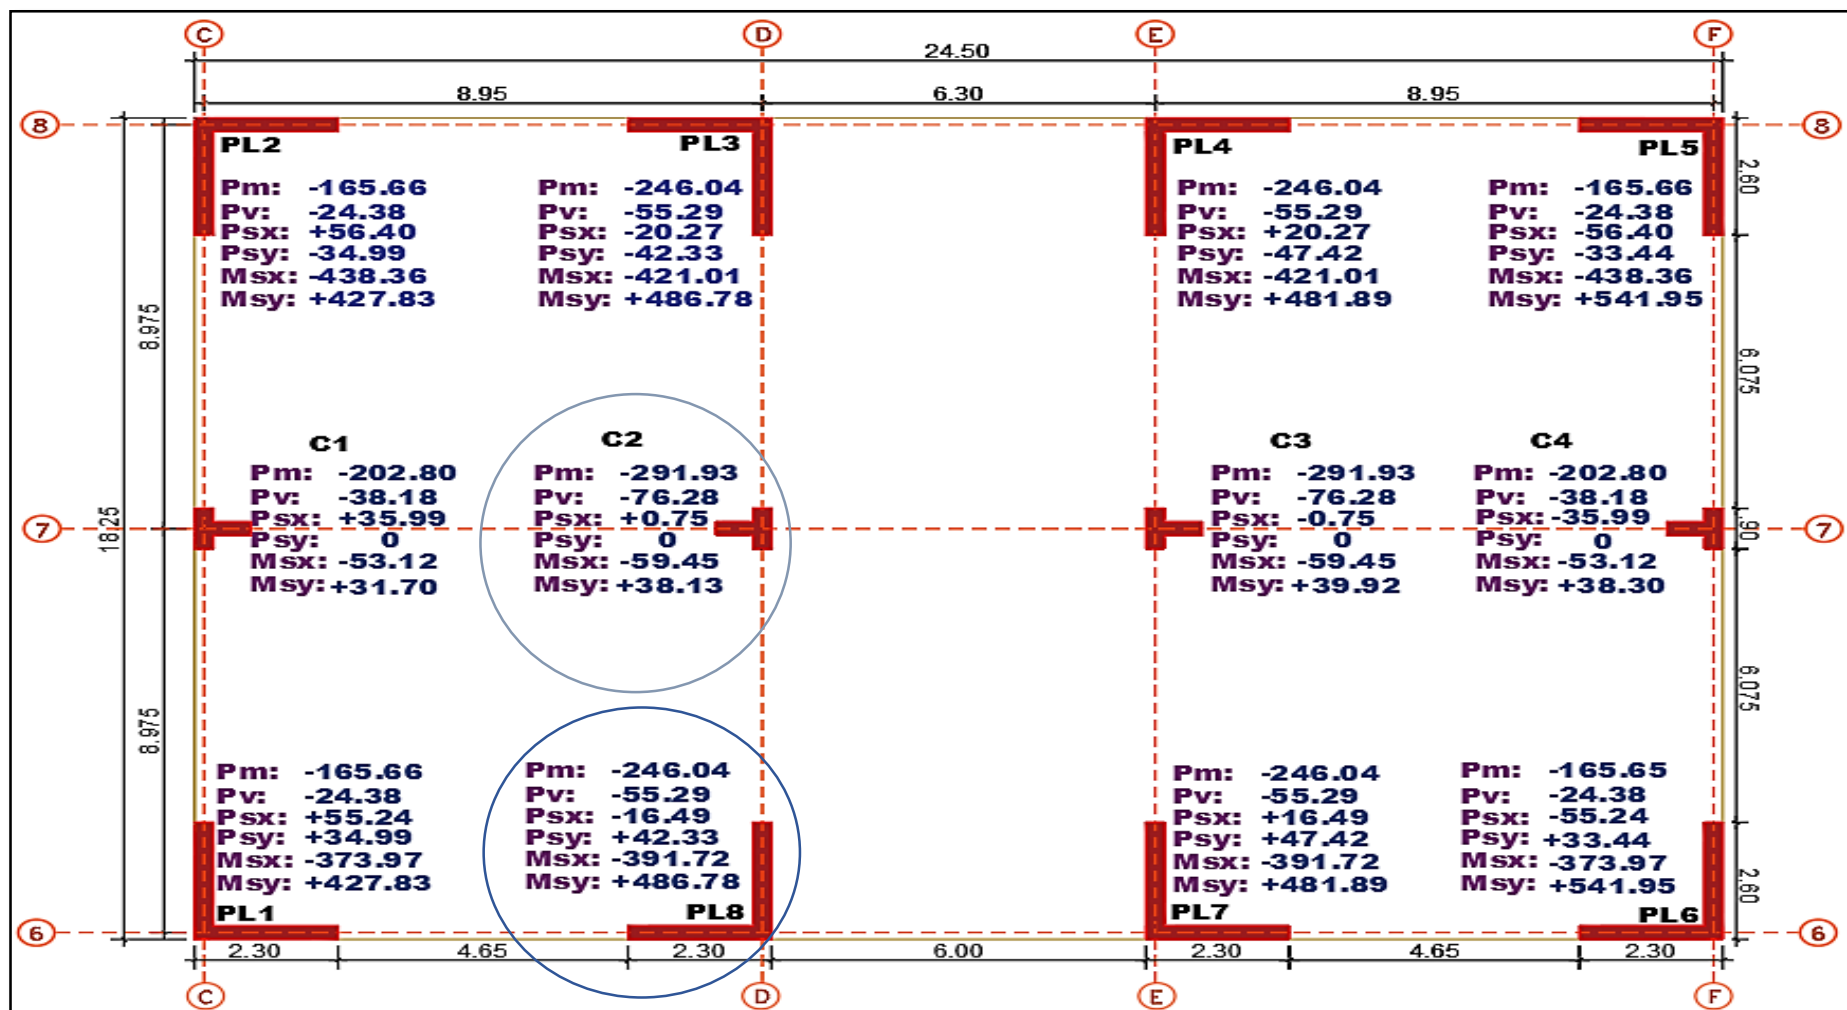 C D E F
24.50
8.95 6.30 8.95
8 8
PL2 PL3 PL4 PL5
2.60
Pm: -165.66
Pv: -24.38
Psx: +56.40
Psy: -34.99
Msx: -438.36
Msy: +427.83
Pm: -246.04
Pv: -55.29
Psx: -20.27
Psy: -42.33
Msx: -421.01
Msy: +486.78
Pm: -246.04
Pv: -55.29
Psx: +20.27
Psy: -47.42
Msx: -421.01
Msy: +481.89
Pm: -165.66
Pv: -24.38
Psx: -56.40
Psy: -33.44
Msx: -438.36
Msy: +541.95
8.975
6.075
C1
Pm: -202.80
Pv: -38.18
Psx: +35.99
Psy: 0
Msx: -53.12
Msy: +31.70
C2
Pm: -291.93
Pv: -76.28
Psx: +0.75
Psy: 0
Msx: -59.45
Msy: +38.13
C3
Pm: -291.93
Pv: -76.28
Psx: -0.75
Psy: 0
Msx: -59.45
Msy: +39.92
C4
Pm: -202.80
Pv: -38.18
Psx: -35.99
Psy: 0
Msx: -53.12
Msy: +38.30
7 7
18.25
.90
8.975
6.075
Pm: -165.66
Pv: -24.38
Psx: +55.24
Psy: +34.99
Msx: -373.97
Msy: +427.83
PL1
Pm: -246.04
Pv: -55.29
Psx: -16.49
Psy: +42.33
Msx: -391.72
Msy: +486.78
PL8
Pm: -246.04
Pv: -55.29
Psx: +16.49
Psy: +47.42
Msx: -391.72
Msy: +481.89
PL7
Pm: -165.65
Pv: -24.38
Psx: -55.24
Psy: +33.44
Msx: -373.97
Msy: +541.95
PL6
2.60
6 6
2.30 4.65 2.30 6.00 2.30 4.65 2.30
C D E F